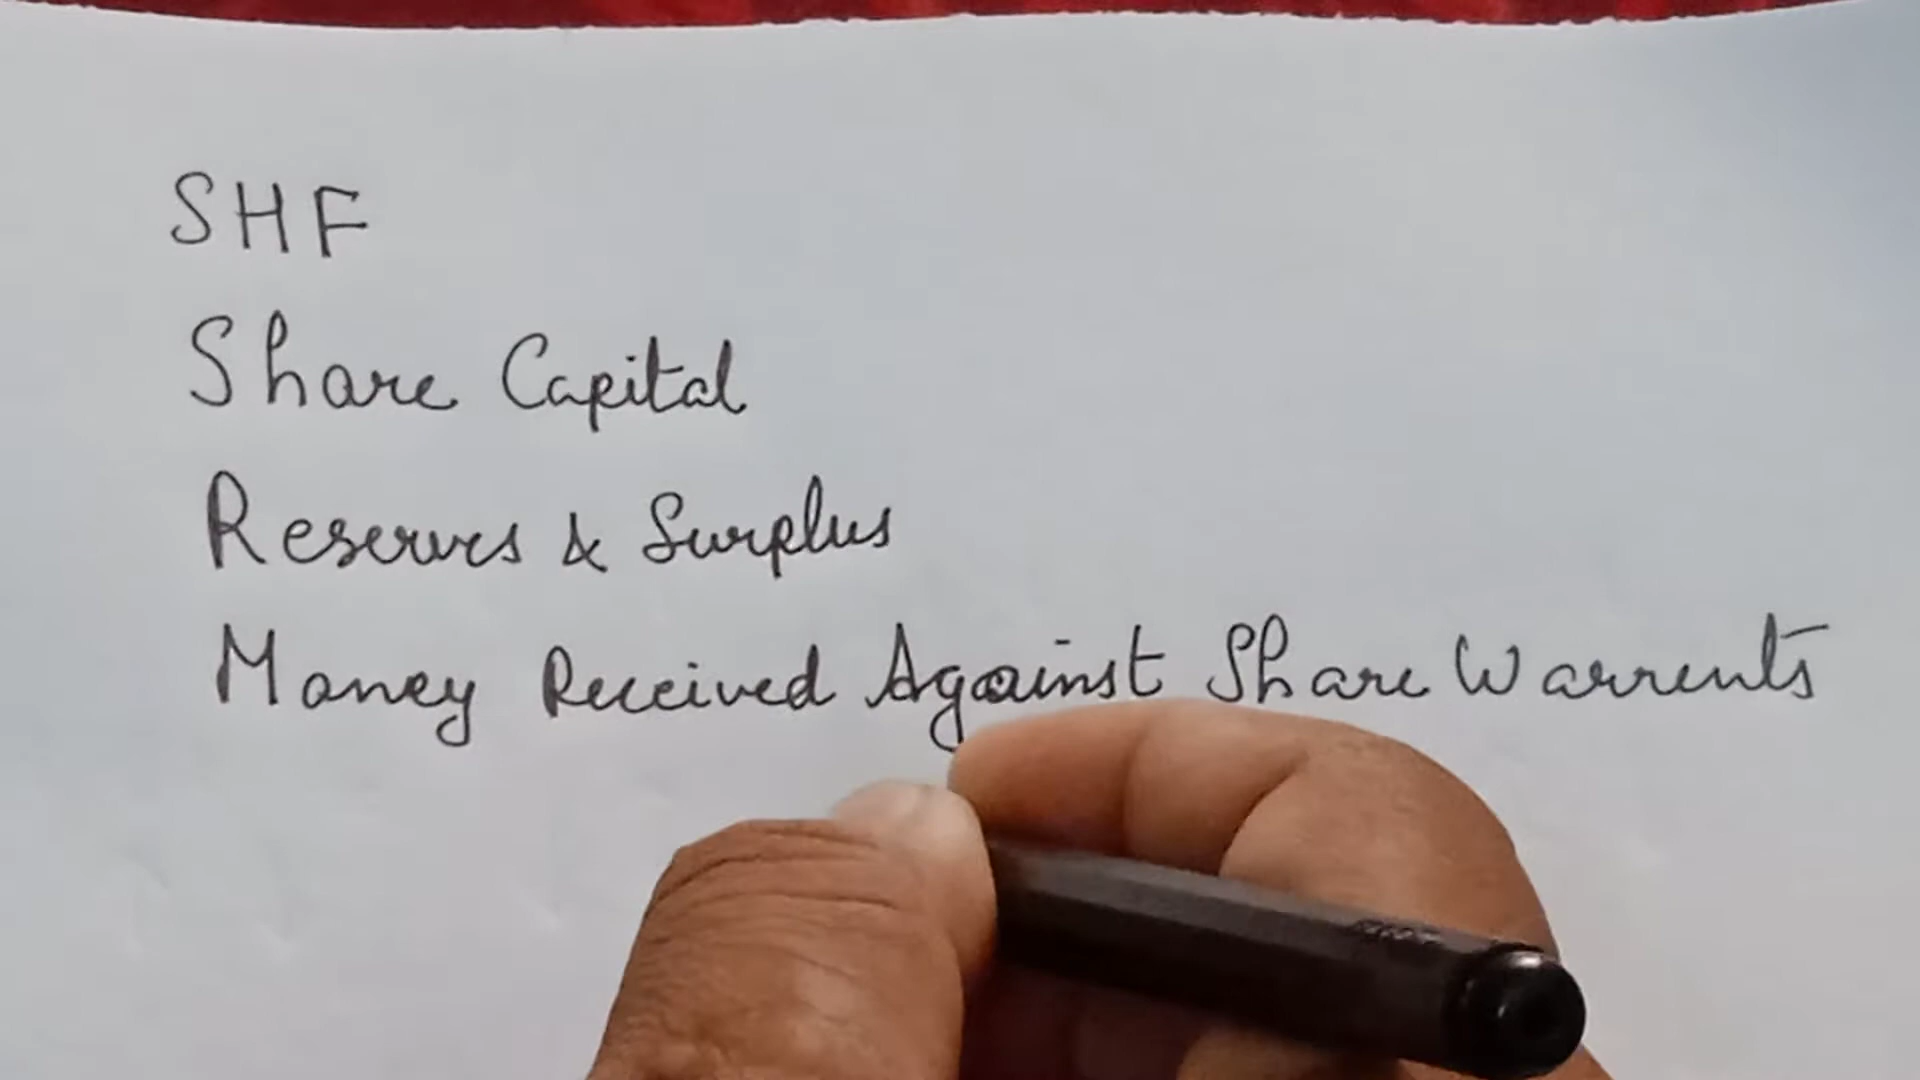 SHF
Share Capital
Reserves & Surplus
Money Received Against Share Warrents